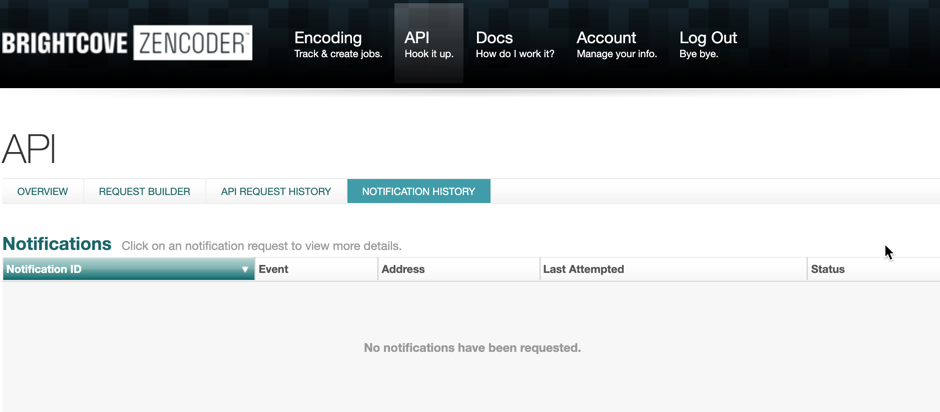 BRIGHTCOVE ZENCODER™
Encoding API Docs Account Log Out
Track & create jobs. Hook it up. How do I work it? Manage your info. Bye bye.
API
OVERVIEW REQUEST BUILDER API REQUEST HISTORY NOTIFICATION HISTORY
Notifications Click on an notification request to view more details.
Notification ID ▼ Event Address Last Attempted Status
No notifications have been requested.